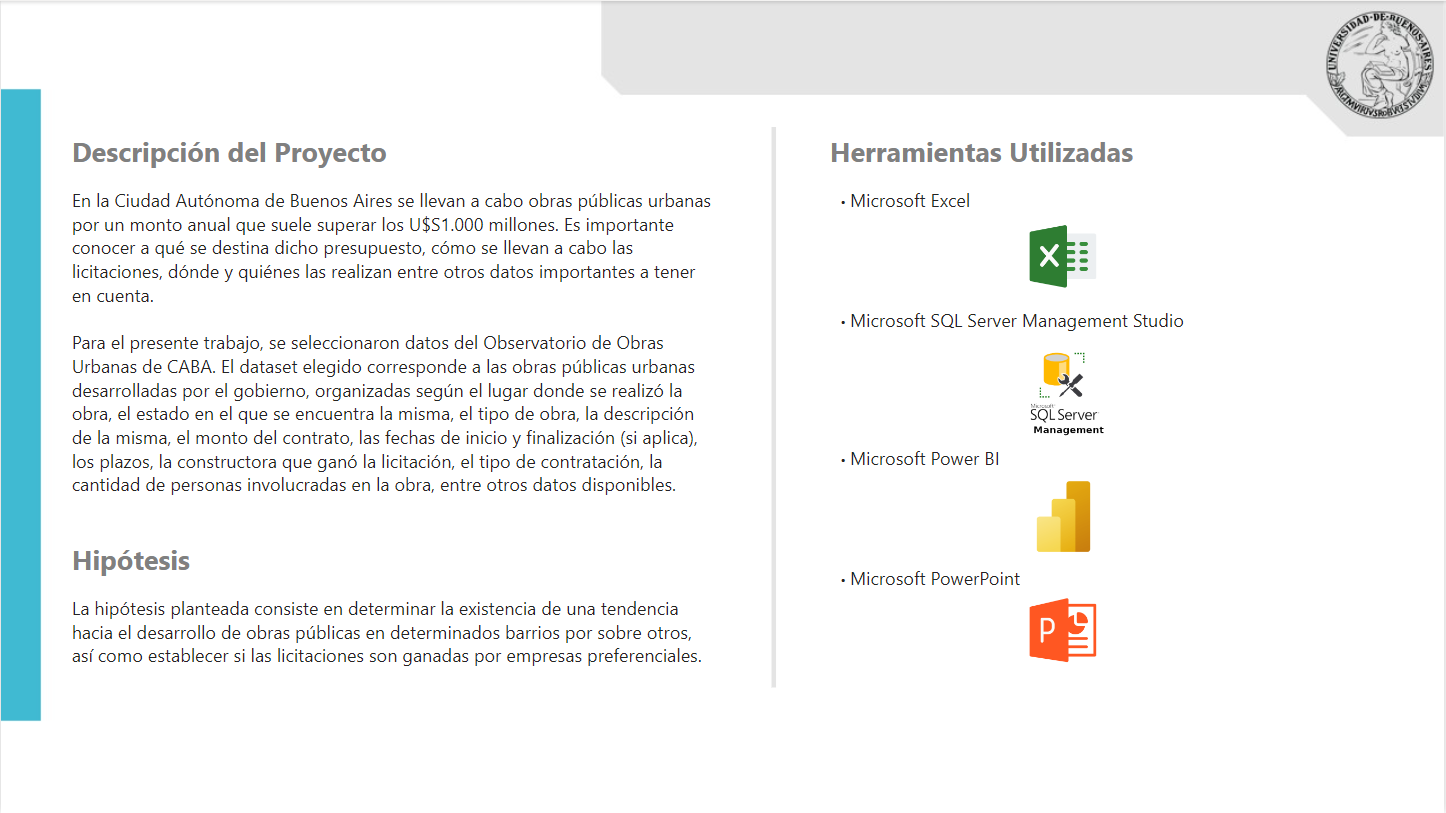 UNIVERSIDAD·DE·BUENOS·AIRES
Descripción del Proyecto
En la Ciudad Autónoma de Buenos Aires se llevan a cabo obras públicas urbanas
por un monto anual que suele superar los U$S1.000 millones. Es importante
conocer a qué se destina dicho presupuesto, cómo se llevan a cabo las
licitaciones, dónde y quiénes las realizan entre otros datos importantes a tener
en cuenta.
Para el presente trabajo, se seleccionaron datos del Observatorio de Obras
Urbanas de CABA. El dataset elegido corresponde a las obras públicas urbanas
desarrolladas por el gobierno, organizadas según el lugar donde se realizó la
obra, el estado en el que se encuentra la misma, el tipo de obra, la descripción
de la misma, el monto del contrato, las fechas de inicio y finalización (si aplica),
los plazos, la constructora que ganó la licitación, el tipo de contratación, la
cantidad de personas involucradas en la obra, entre otros datos disponibles.
Hipótesis
La hipótesis planteada consiste en determinar la existencia de una tendencia
hacia el desarrollo de obras públicas en determinados barrios por sobre otros,
así como establecer si las licitaciones son ganadas por empresas preferenciales.
Herramientas Utilizadas
• Microsoft Excel
X
• Microsoft SQL Server Management Studio
Microsoft
SQL Server
Management
• Microsoft Power BI
• Microsoft PowerPoint
P